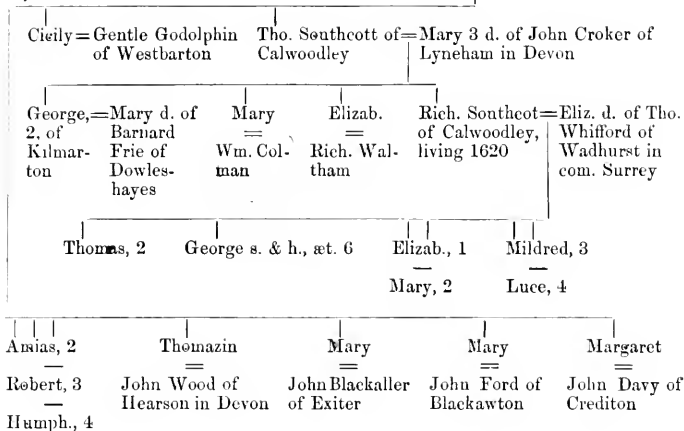 Cicily = Gentle Godolphin of Westbarton
Tho. Southcott of Calwoodley = Mary 3 d. of John Croker of Lyneham in Devon
George, 2, of Kilmarton = Mary d. of Barnard Frie of Dowleshayes
Mary = Wm. Colman
Elizab. = Rich. Waltham
Rich. Southcot of Calwoodley, living 1620 = Eliz. d. of Tho. Whifford of Wadhurst in com. Surrey
Thomas, 2
George s. & h., æt. 6
Elizab., 1
Mary, 2
Mildred, 3
Luce, 4
Amias, 2
Robert, 3
Humph., 4
Thomazin = John Wood of Hearson in Devon
Mary = John Blackaller of Exiter
Mary = John Ford of Blackawton
Margaret = John Davy of Crediton